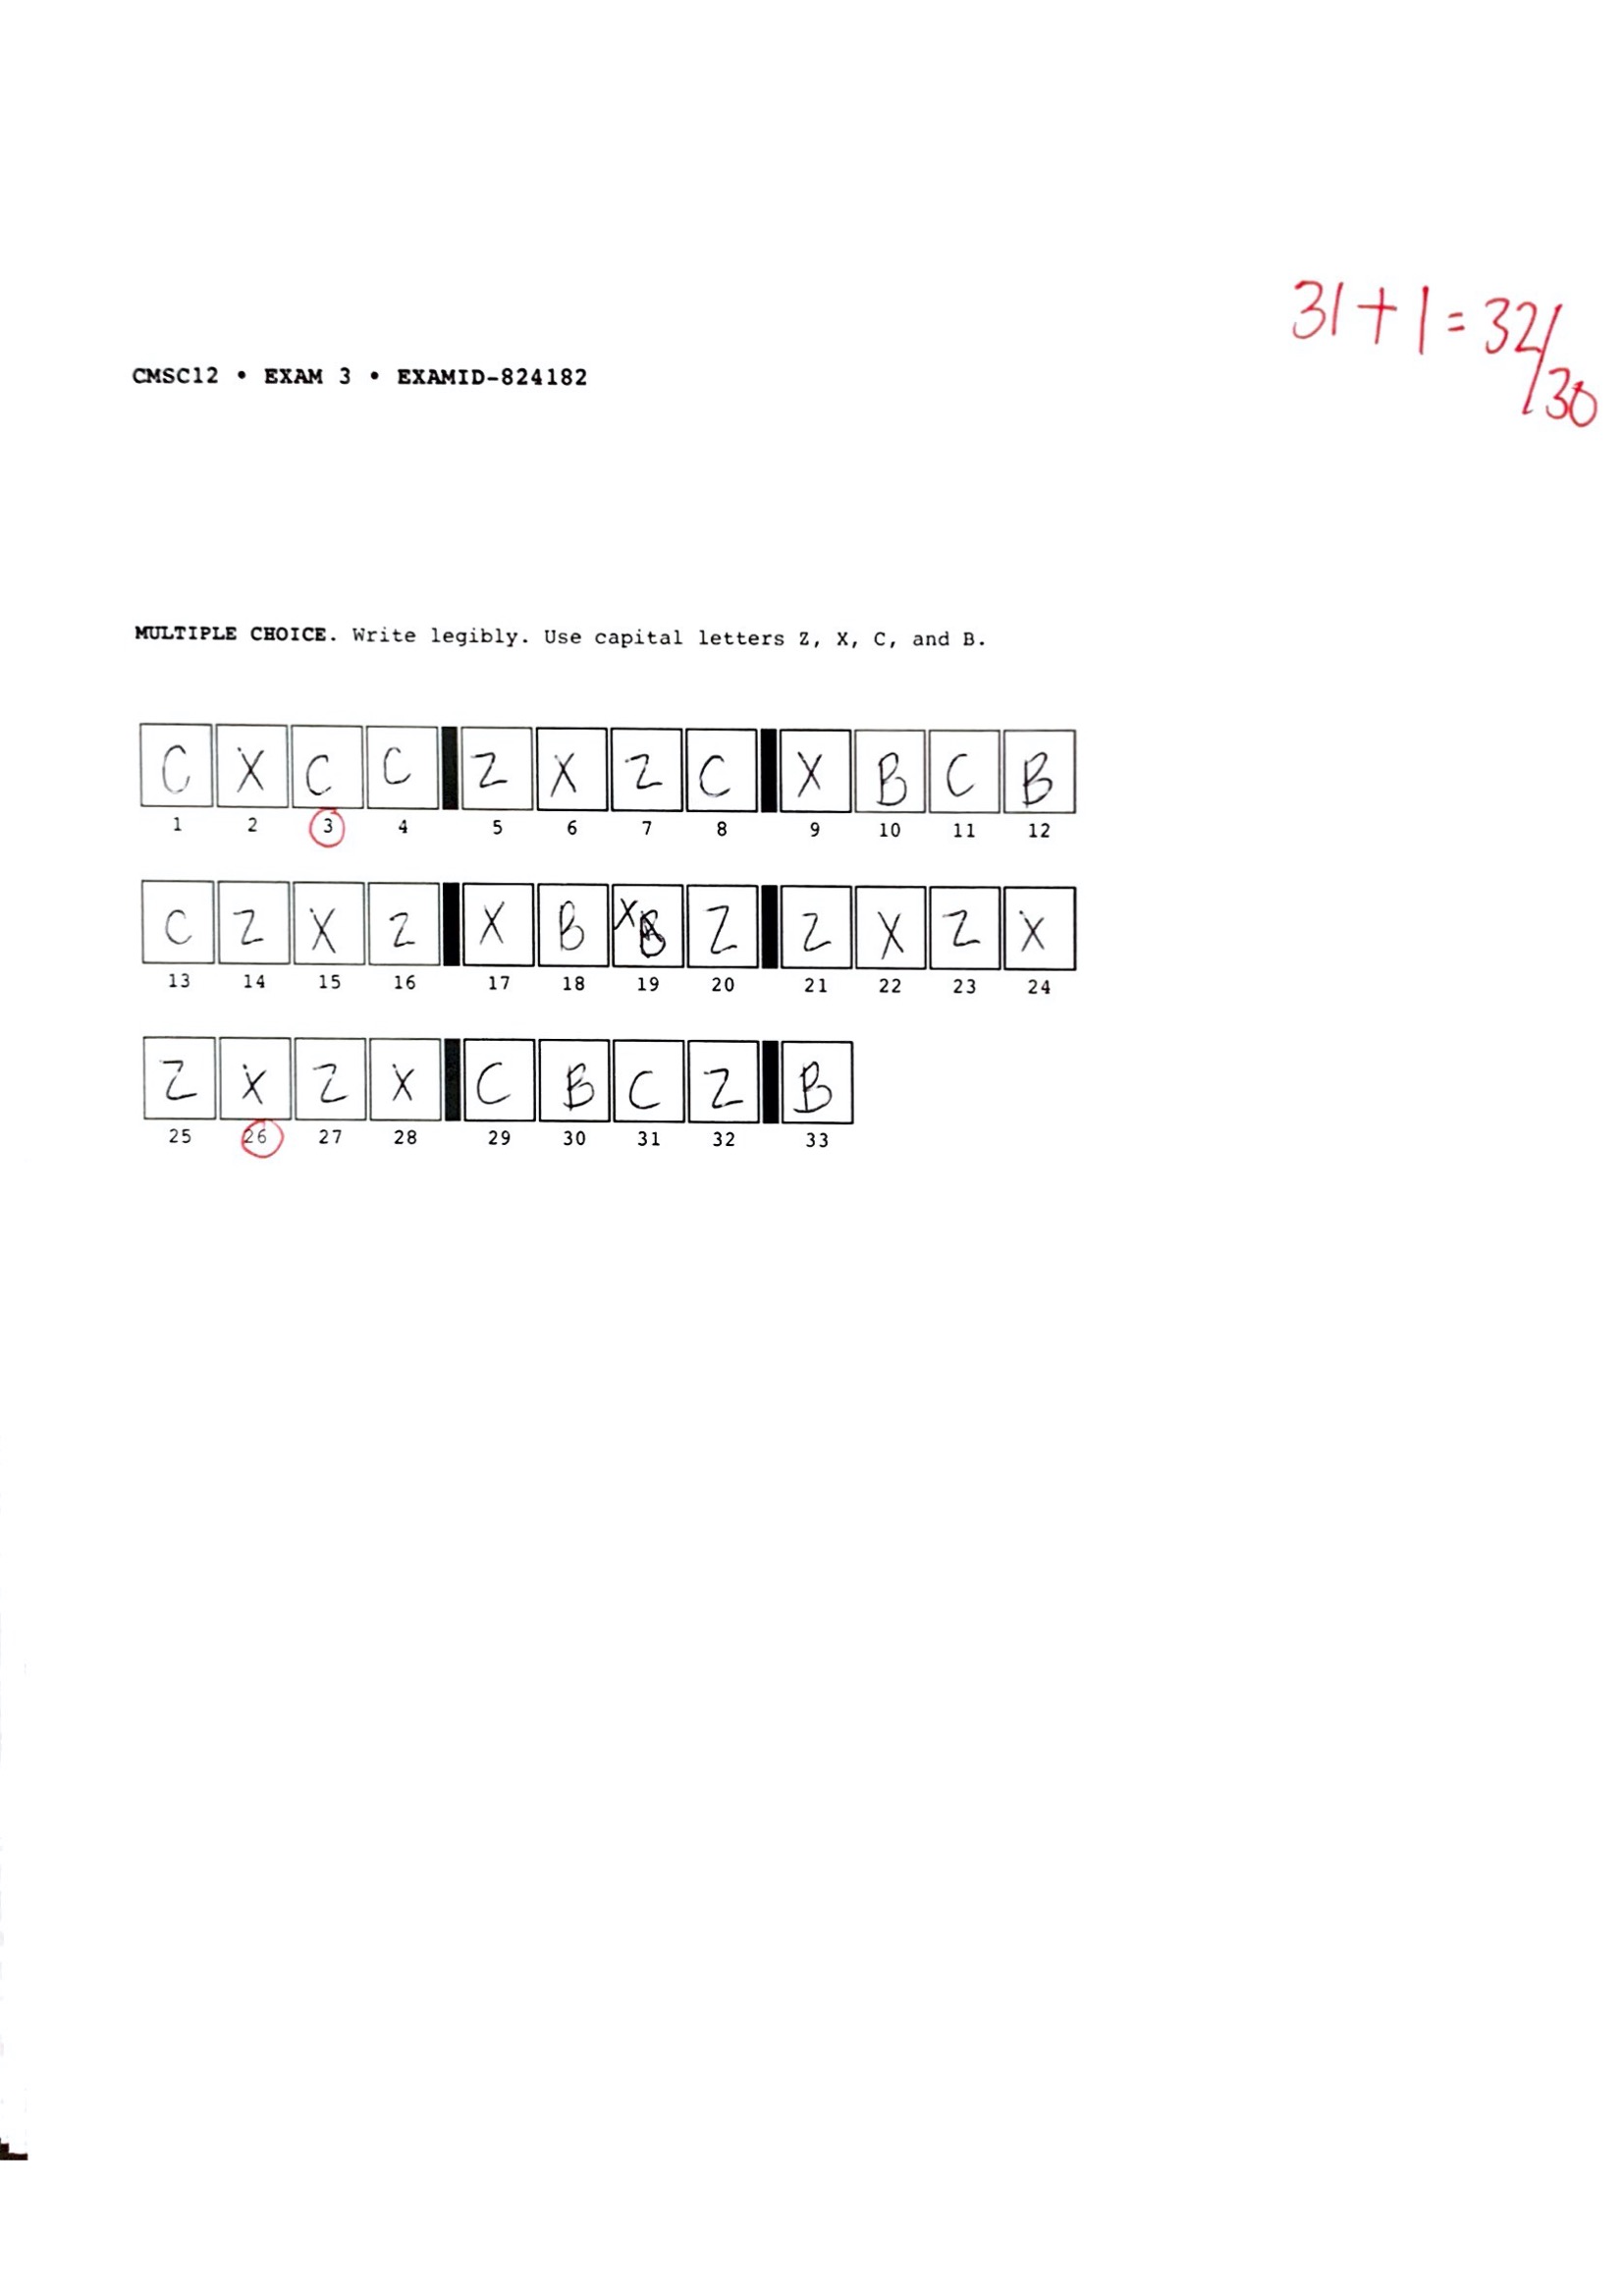 31 + 1 = 32/30
CMSC12 • EXAM 3 • EXAMID-824182
MULTIPLE CHOICE. Write legibly. Use capital letters Z, X, C, and B.
C X C C Z X Z C X B C B
1 2 3 4 5 6 7 8 9 10 11 12
C Z X Z X B X B Z Z X Z X
13 14 15 16 17 18 19 20 21 22 23 24
Z X Z X C B C Z B
25 26 27 28 29 30 31 32 33